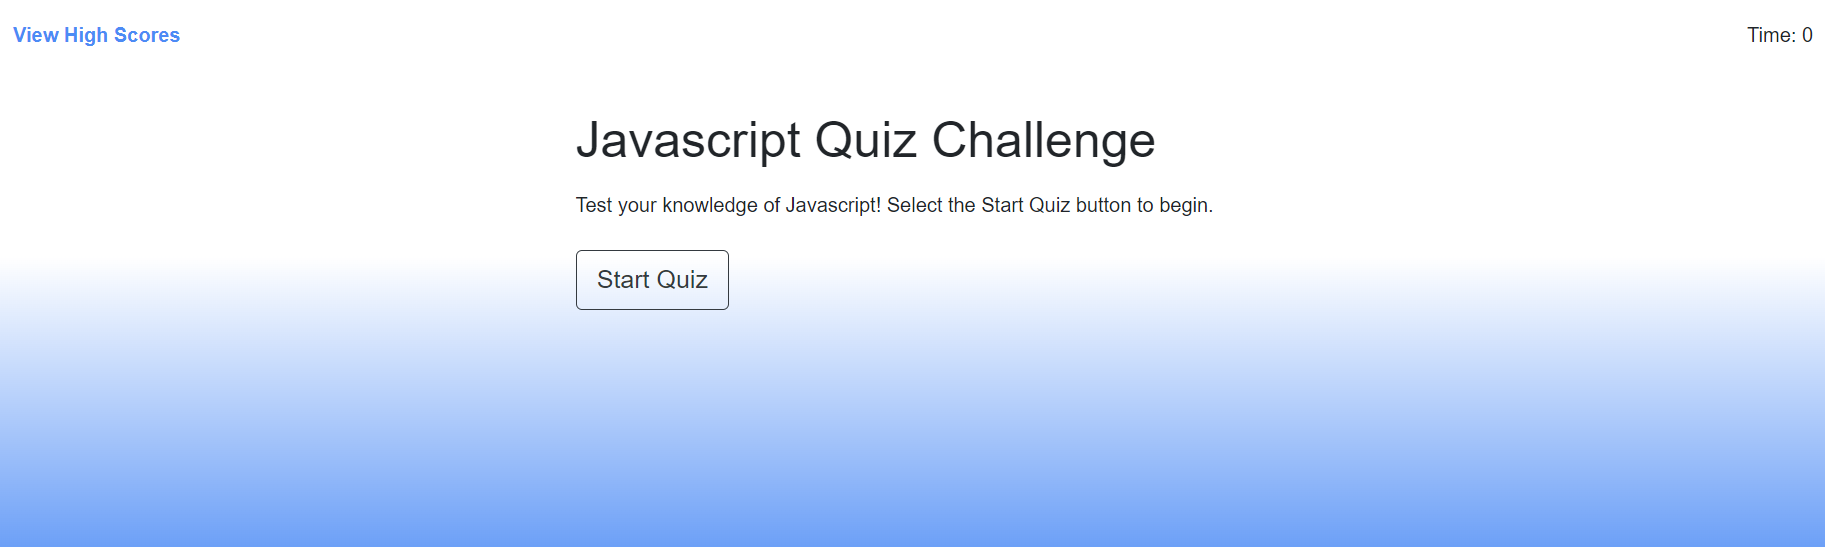 View High Scores
Time: 0
Javascript Quiz Challenge
Test your knowledge of Javascript! Select the Start Quiz button to begin.
Start Quiz